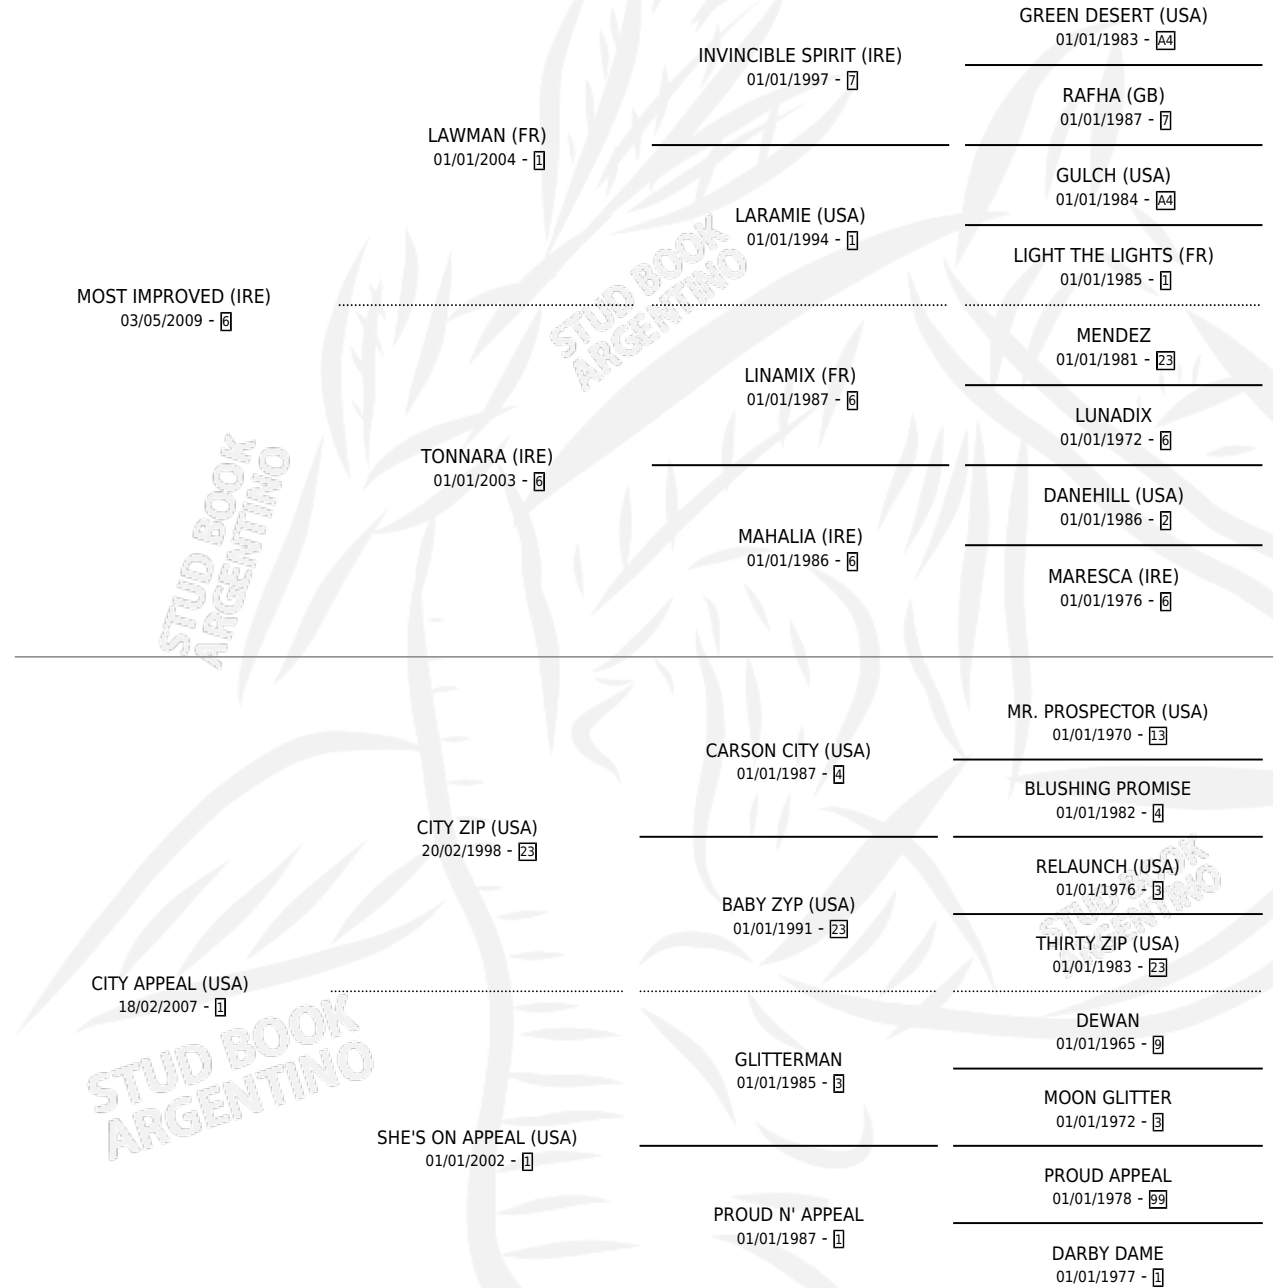 GREEN DESERT (USA)
01/01/1983 - A4
INVINCIBLE SPIRIT (IRE)
01/01/1997 - 7
RAFHA (GB)
01/01/1987 - 7
LAWMAN (FR)
01/01/2004 - 1
GULCH (USA)
01/01/1984 - A4
LARAMIE (USA)
01/01/1994 - 1
LIGHT THE LIGHTS (FR)
01/01/1985 - 1
MOST IMPROVED (IRE)
03/05/2009 - 6
MENDEZ
01/01/1981 - 23
LINAMIX (FR)
01/01/1987 - 6
LUNADIX
01/01/1972 - 6
TONNARA (IRE)
01/01/2003 - 6
DANEHILL (USA)
01/01/1986 - 2
MAHALIA (IRE)
01/01/1986 - 6
MARESCA (IRE)
01/01/1976 - 6
MR. PROSPECTOR (USA)
01/01/1970 - 13
CARSON CITY (USA)
01/01/1987 - 4
BLUSHING PROMISE
01/01/1982 - 4
CITY ZIP (USA)
20/02/1998 - 23
RELAUNCH (USA)
01/01/1976 - 3
BABY ZYP (USA)
01/01/1991 - 23
THIRTY ZIP (USA)
01/01/1983 - 23
CITY APPEAL (USA)
18/02/2007 - 1
DEWAN
01/01/1965 - 9
GLITTERMAN
01/01/1985 - 3
MOON GLITTER
01/01/1972 - 3
SHE'S ON APPEAL (USA)
01/01/2002 - 1
PROUD APPEAL
01/01/1978 - 99
PROUD N' APPEAL
01/01/1987 - 1
DARBY DAME
01/01/1977 - 1
STUD BOOK
ARGENTINO
STUD BOOK
ARGENTINO
STUD BOOK
ARGENTINO
STUD BOOK
ARGENTINO